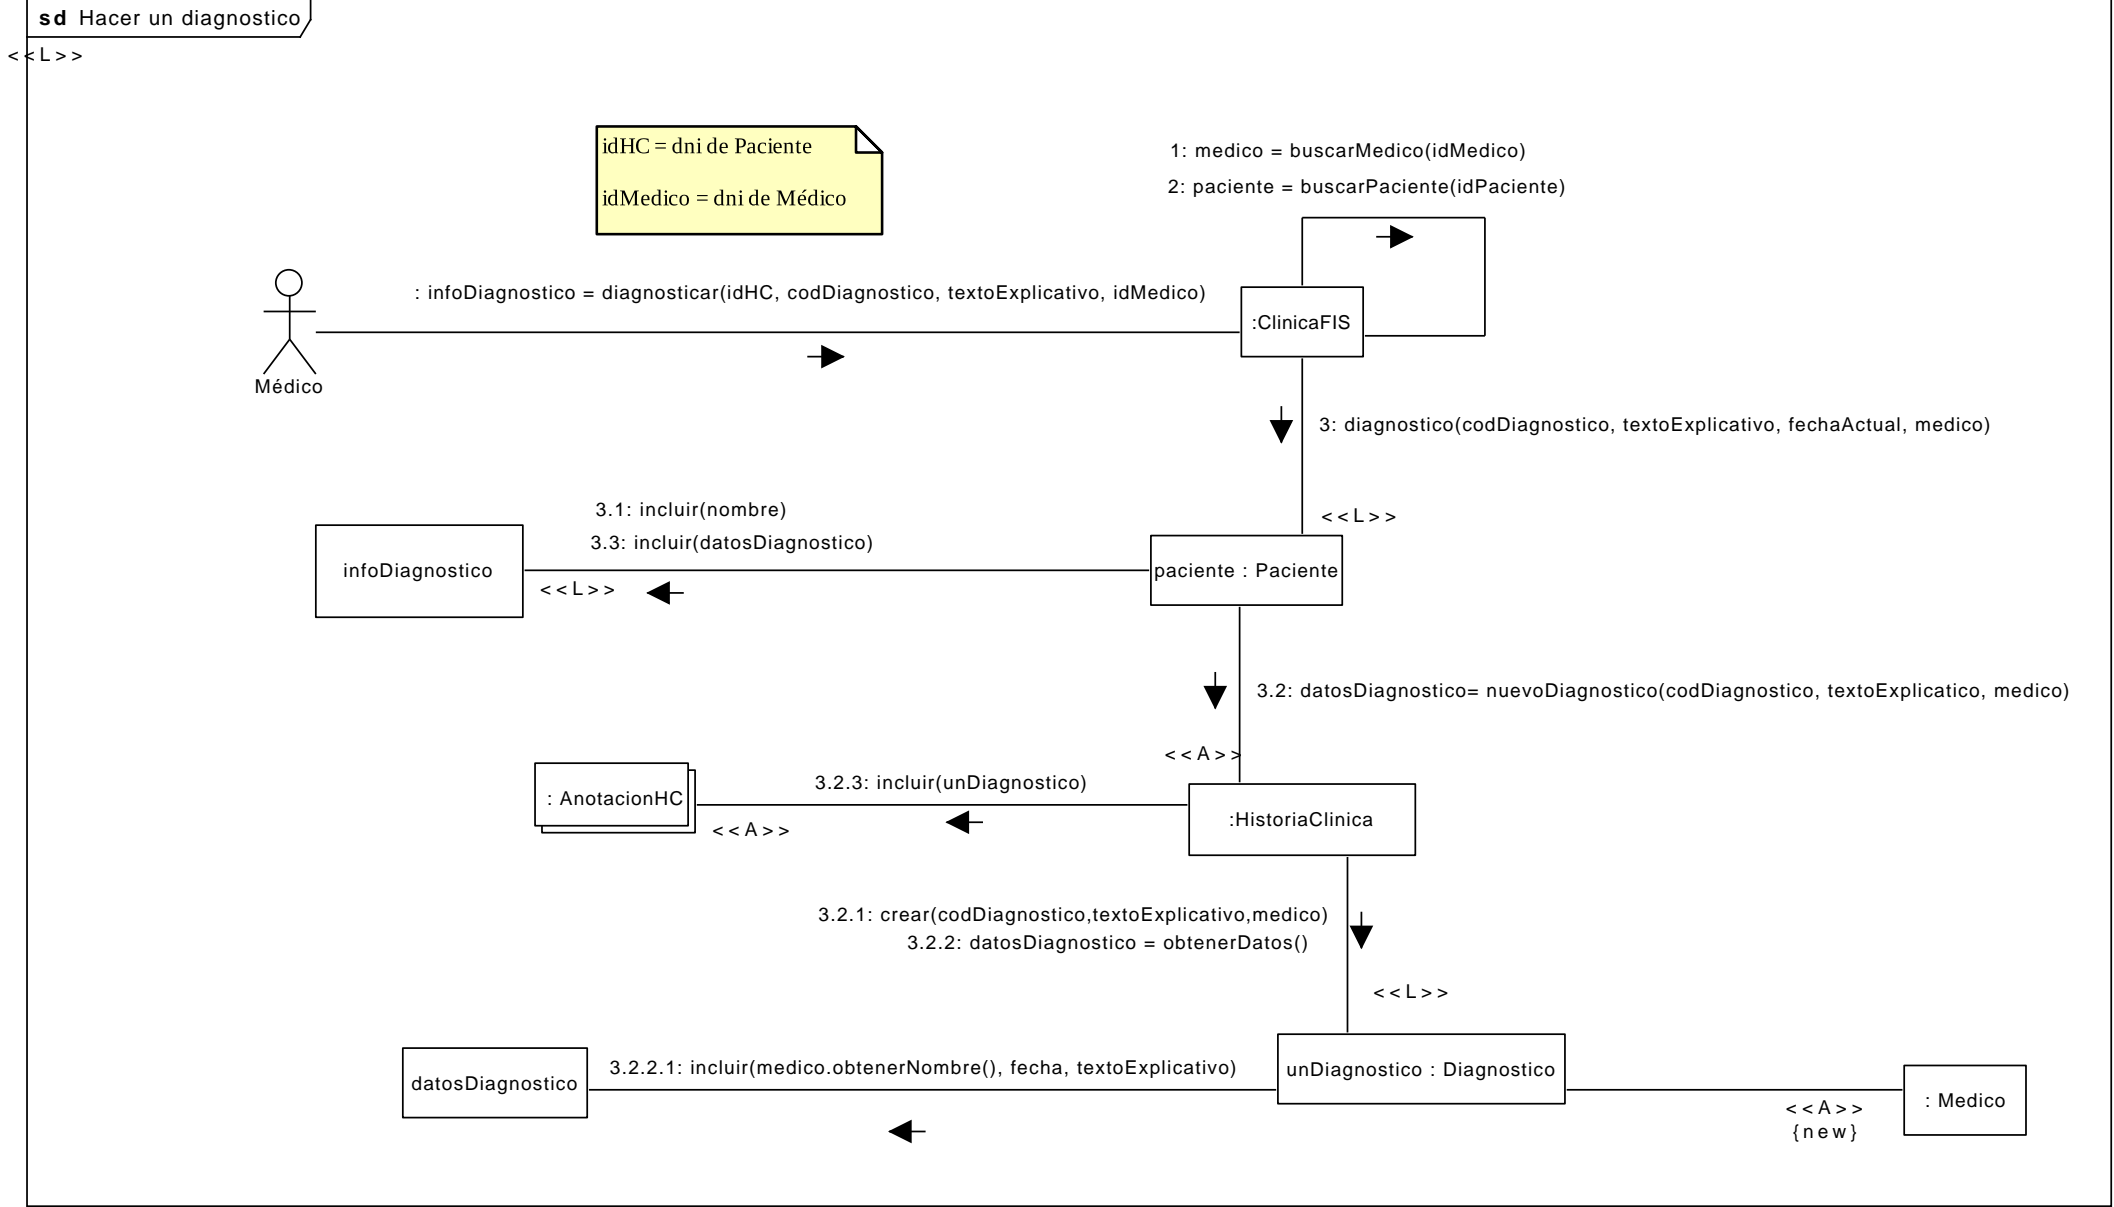 sd Hacer un diagnostico
<<L>>
idHC = dni de Paciente
idMedico = dni de Médico
1: medico = buscarMedico(idMedico)
2: paciente = buscarPaciente(idPaciente)
: infoDiagnostico = diagnosticar(idHC, codDiagnostico, textoExplicativo, idMedico)
:ClinicaFIS
Médico
3: diagnostico(codDiagnostico, textoExplicativo, fechaActual, medico)
3.1: incluir(nombre)
3.3: incluir(datosDiagnostico)
<<L>>
infoDiagnostico
<<L>>
paciente : Paciente
3.2: datosDiagnostico= nuevoDiagnostico(codDiagnostico, textoExplicatico, medico)
<<A>>
: AnotacionHC
3.2.3: incluir(unDiagnostico)
<<A>>
:HistoriaClinica
3.2.1: crear(codDiagnostico,textoExplicativo,medico)
3.2.2: datosDiagnostico = obtenerDatos()
<<L>>
datosDiagnostico
3.2.2.1: incluir(medico.obtenerNombre(), fecha, textoExplicativo)
unDiagnostico : Diagnostico
<<A>>
{new}
: Medico